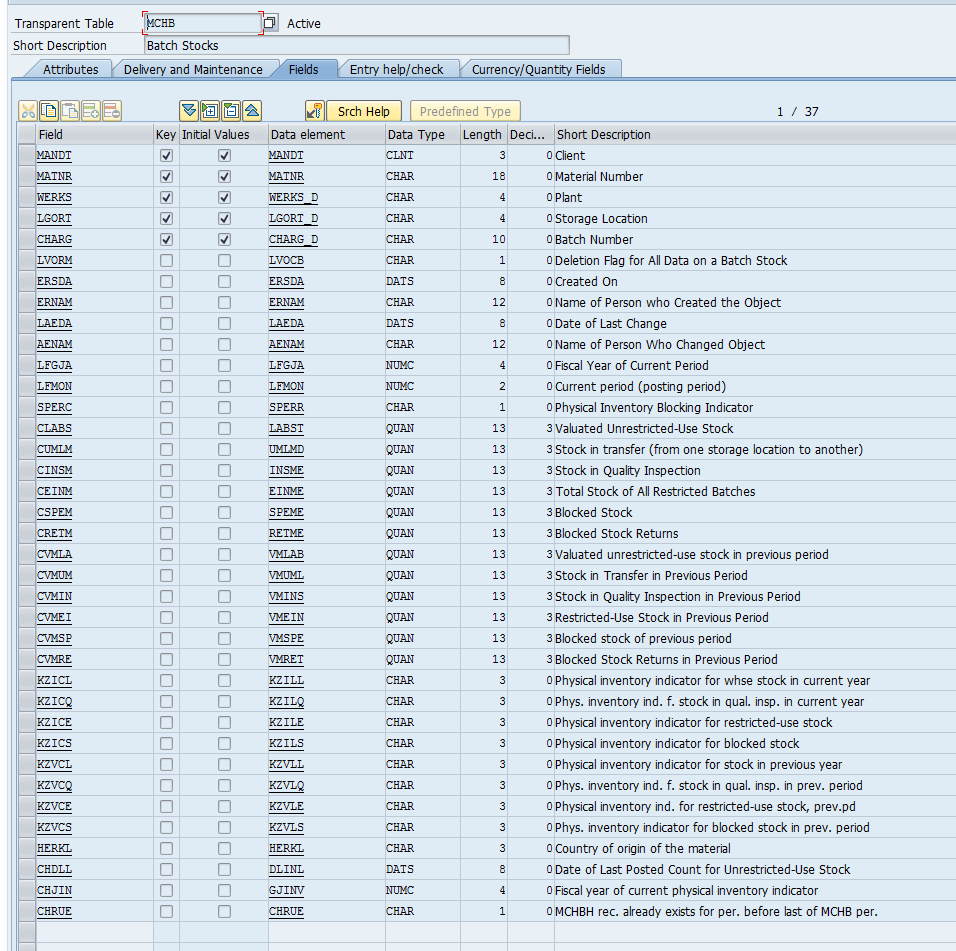 Transparent Table MCHB Active
Short Description Batch Stocks
Attributes Delivery and Maintenance Fields Entry help/check Currency/Quantity Fields
Srch Help Predefined Type 1 / 37
Field Key Initial Values Data element Data Type Length Deci... Short Description
MANDT MANDT CLNT 3 0 Client
MATNR MATNR CHAR 18 0 Material Number
WERKS WERKS_D CHAR 4 0 Plant
LGORT LGORT_D CHAR 4 0 Storage Location
CHARG CHARG_D CHAR 10 0 Batch Number
LVORM LVOCB CHAR 1 0 Deletion Flag for All Data on a Batch Stock
ERSDA ERSDA DATS 8 0 Created On
ERNAM ERNAM CHAR 12 0 Name of Person who Created the Object
LAEDA LAEDA DATS 8 0 Date of Last Change
AENAM AENAM CHAR 12 0 Name of Person Who Changed Object
LFGJA LFGJA NUMC 4 0 Fiscal Year of Current Period
LFMON LFMON NUMC 2 0 Current period (posting period)
SPERC SPERR CHAR 1 0 Physical Inventory Blocking Indicator
CLABS LABST QUAN 13 3 Valuated Unrestricted-Use Stock
CUMLM UMLMD QUAN 13 3 Stock in transfer (from one storage location to another)
CINSM INSME QUAN 13 3 Stock in Quality Inspection
CEINM EINME QUAN 13 3 Total Stock of All Restricted Batches
CSPEM SPEME QUAN 13 3 Blocked Stock
CRETM RETME QUAN 13 3 Blocked Stock Returns
CVMLA VMLAB QUAN 13 3 Valuated unrestricted-use stock in previous period
CVMUM VMUML QUAN 13 3 Stock in Transfer in Previous Period
CVMIN VMINS QUAN 13 3 Stock in Quality Inspection in Previous Period
CVMEI VMEIN QUAN 13 3 Restricted-Use Stock in Previous Period
CVMSP VMSPE QUAN 13 3 Blocked stock of previous period
CVMRE VMRET QUAN 13 3 Blocked Stock Returns in Previous Period
KZICL KZILL CHAR 3 0 Physical inventory indicator for whse stock in current year
KZICQ KZILQ CHAR 3 0 Phys. inventory ind. f. stock in qual. insp. in current year
KZICE KZILE CHAR 3 0 Physical inventory indicator for restricted-use stock
KZICS KZILS CHAR 3 0 Physical inventory indicator for blocked stock
KZVCL KZVLL CHAR 3 0 Physical inventory indicator for stock in previous year
KZVCQ KZVLQ CHAR 3 0 Phys. inventory ind. f. stock in qual. insp. in prev. period
KZVCE KZVLE CHAR 3 0 Physical inventory ind. for restricted-use stock, prev.pd
KZVCS KZVLS CHAR 3 0 Phys. inventory indicator for blocked stock in prev. period
HERKL HERKL CHAR 3 0 Country of origin of the material
CHDLL DLINL DATS 8 0 Date of Last Posted Count for Unrestricted-Use Stock
CHJIN GJINV NUMC 4 0 Fiscal year of current physical inventory indicator
CHRUE CHRUE CHAR 1 0 MCHBH rec. already exists for per. before last of MCHB per.